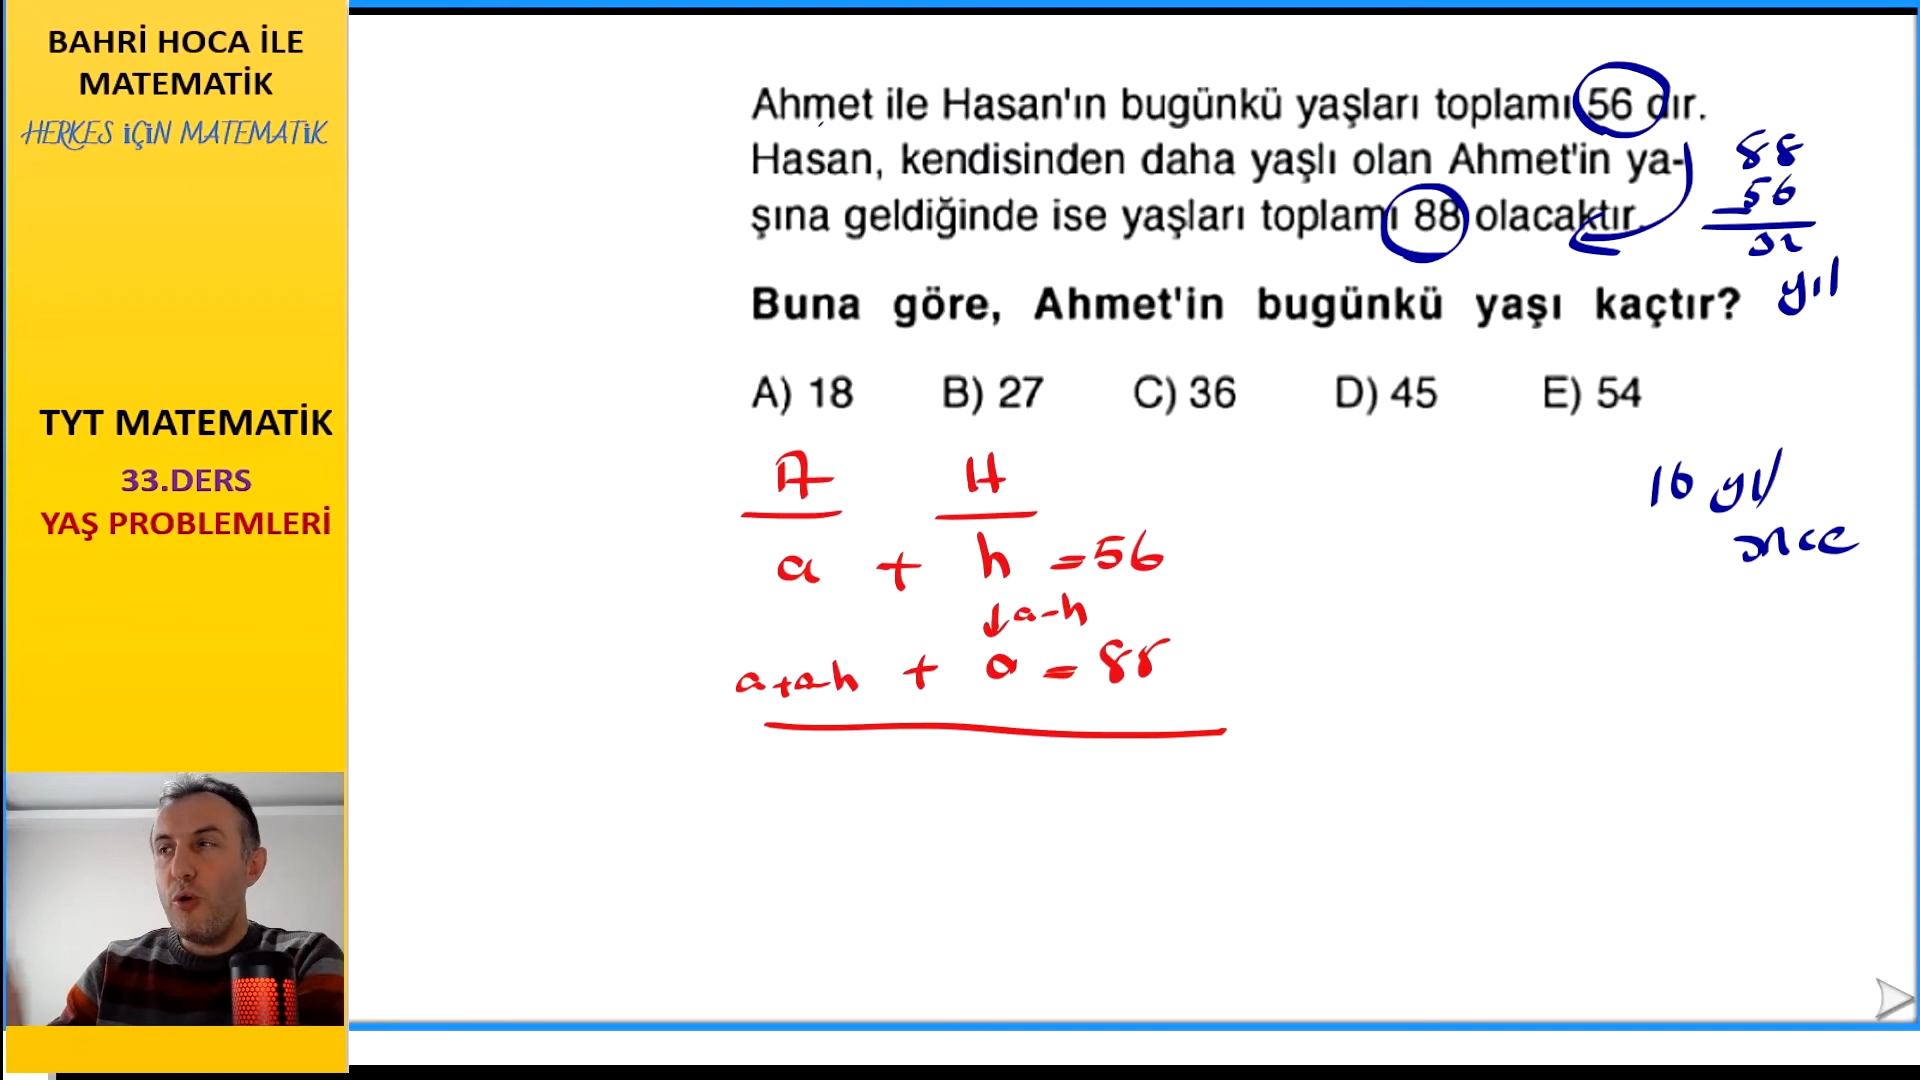 BAHRİ HOCA İLE
MATEMATİK
HERKES İÇİN MATEMATİK
TYT MATEMATİK
33.DERS
YAŞ PROBLEMLERİ
Ahmet ile Hasan'ın bugünkü yaşları toplamı 56 dır.
Hasan, kendisinden daha yaşlı olan Ahmet'in ya-
şına geldiğinde ise yaşları toplamı 88 olacaktır.
Buna göre, Ahmet'in bugünkü yaşı kaçtır?
A) 18 B) 27 C) 36 D) 45 E) 54
88
56
32
yıl
16 yıl
önce
A H
a + h = 56
a-h
a+a-h + a = 88